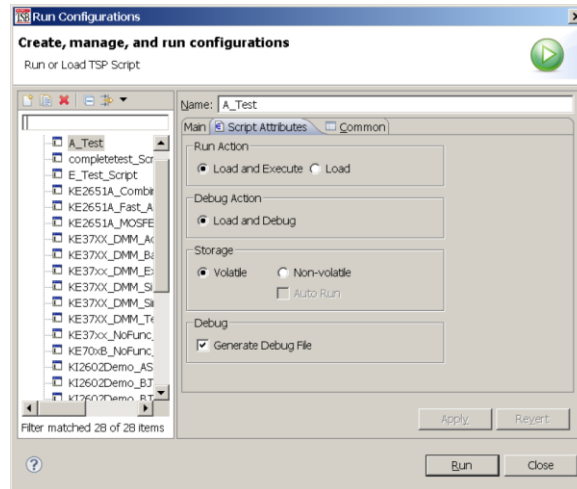 TSB Run Configurations
Create, manage, and run configurations
Run or Load TSP Script
Name: A_Test
Main Script Attributes Common
A_Test
completetest_Scr
E_Test_Script
KE2651A_Combi
KE2651A_Fast_A
KE2651A_MOSFE
KE37XX_DMM_Ac
KE37XX_DMM_Ba
KE37XX_DMM_Ex
KE37XX_DMM_Si
KE37XX_DMM_Sir
KE37XX_DMM_Te
KE37xx_NoFunc_
KE70xB_NoFunc_
KI2602Demo_AS
KI2602Demo_BJ
KI2602Demo_BT
Filter matched 28 of 28 items
Run Action
Load and Execute Load
Debug Action
Load and Debug
Storage
Volatile Non-volatile
Auto Run
Debug
Generate Debug File
Apply Revert
Run Close